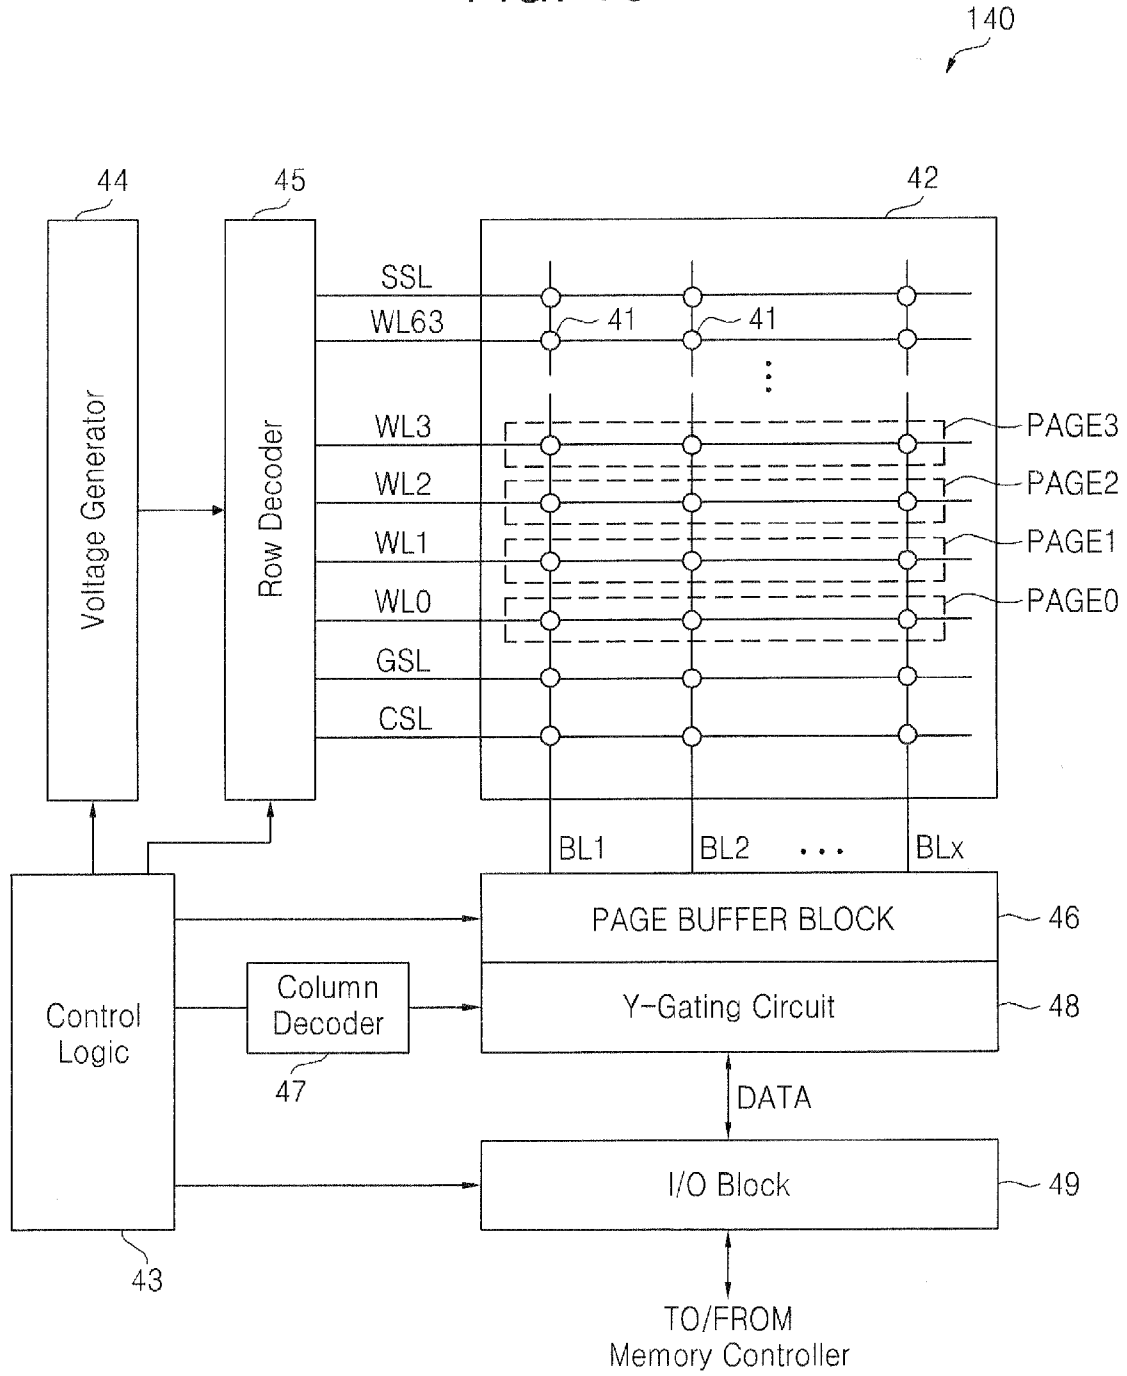 140
44
45
42
SSL
WL63
41
41
WL3
PAGE3
WL2
PAGE2
WL1
PAGE1
WL0
PAGE0
GSL
CSL
Voltage Generator
Row Decoder
BL1
BL2
...
BLx
PAGE BUFFER BLOCK
46
Control
Logic
Column
Decoder
47
Y-Gating Circuit
48
DATA
I/O Block
49
43
TO/FROM
Memory Controller